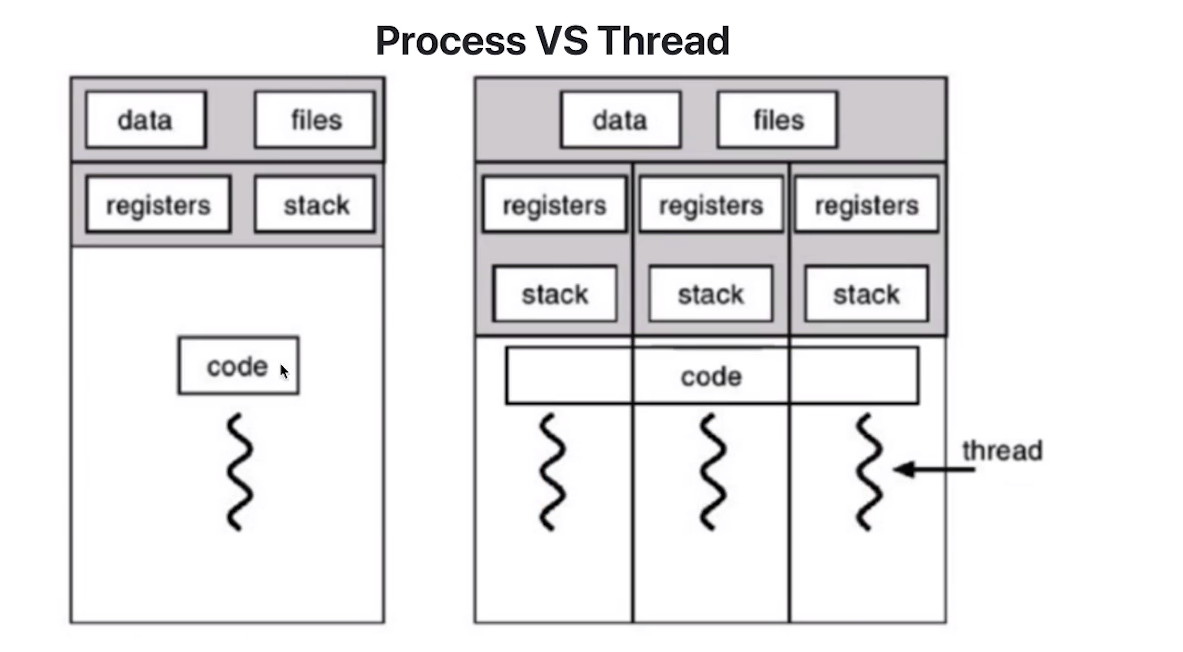 Process VS Thread
data files
registers stack
code
data files
registers registers registers
stack stack stack
code
thread